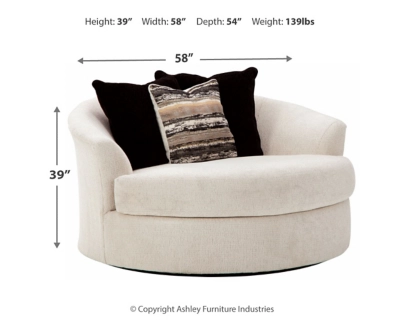 Height: 39” Width: 58” Depth: 54” Weight: 139lbs
58”
39”
© Copyright Ashley Furniture Industries